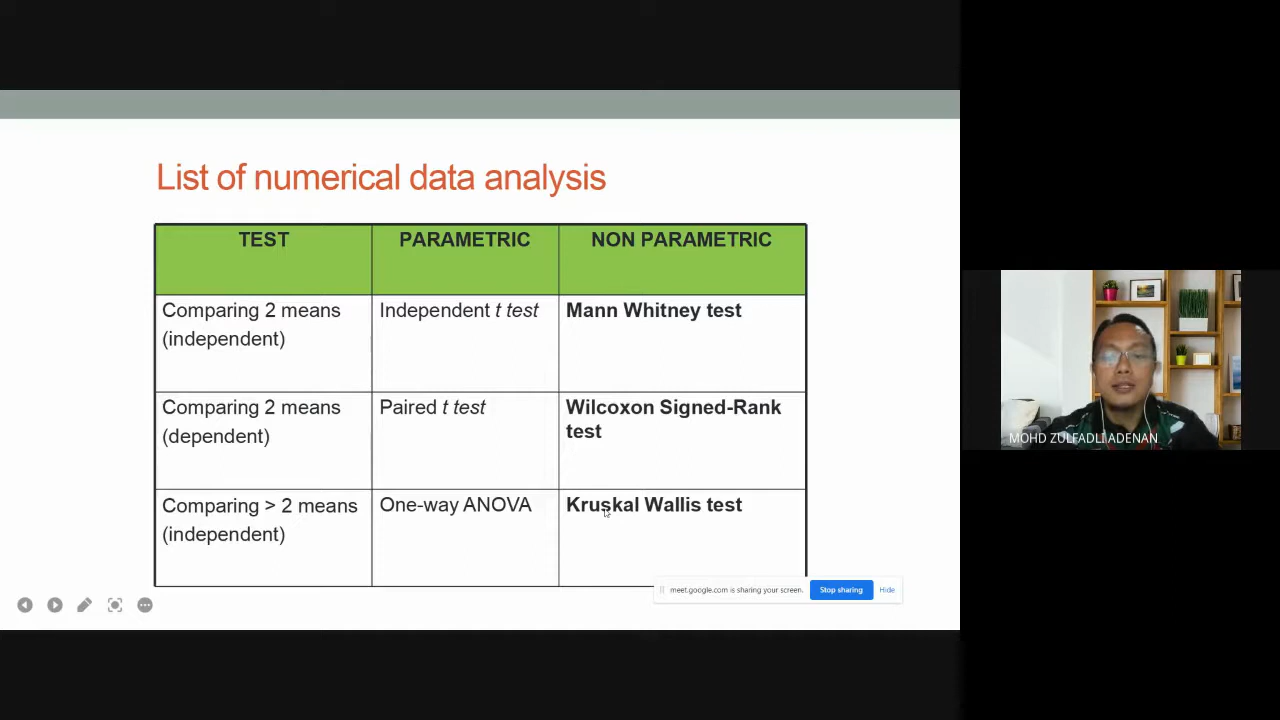 List of numerical data analysis
TEST
PARAMETRIC
NON PARAMETRIC
Comparing 2 means
(independent)
Independent t test
Mann Whitney test
Comparing 2 means
(dependent)
Paired t test
Wilcoxon Signed-Rank
test
Comparing > 2 means
(independent)
One-way ANOVA
Kruskal Wallis test
meet.google.com is sharing your screen.
Stop sharing
Hide
MOHD ZULFADLI ADENAN